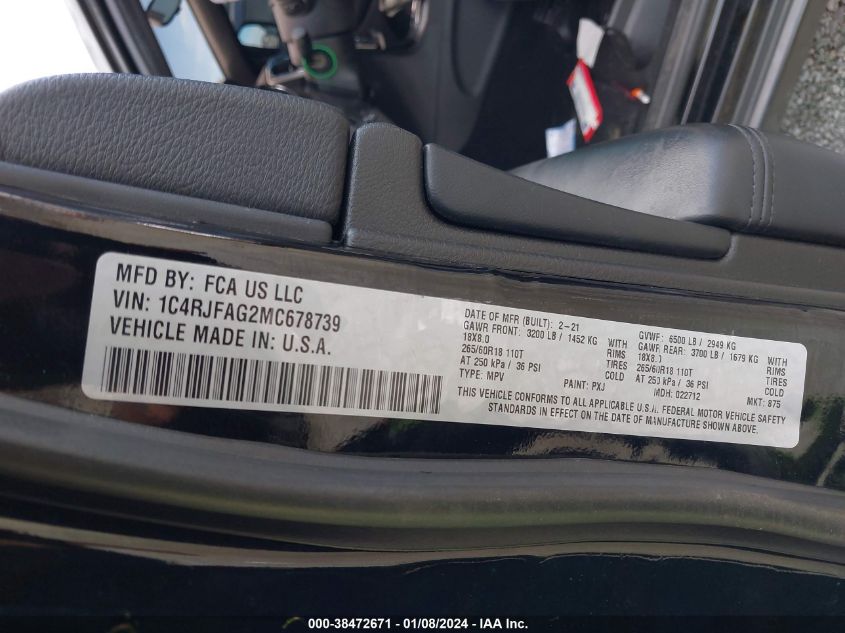 MFD BY: FCA US LLC
VIN: 1C4RJFAG2MC678739
VEHICLE MADE IN: U.S.A.
DATE OF MFR (BUILT): 2-21 GVWF: 6500 LB / 2949 KG
GAWR FRONT: 3200 LB / 1452 KG WITH GAWR REAR: 3700 LB / 1679 KG WITH
18X8.0 RIMS 18X8.0 RIMS
265/60R18 110T TIRES 265/60R18 110T TIRES
AT 250 kPa / 36 PSI COLD AT 250 kPa / 36 PSI COLD
TYPE: MPV PAINT: PXJ MDH: 022712 MKT: 875
THIS VEHICLE CONFORMS TO ALL APPLICABLE U.S.A. FEDERAL MOTOR VEHICLE SAFETY
STANDARDS IN EFFECT ON THE DATE OF MANUFACTURE SHOWN ABOVE.
000-38472671 - 01/08/2024 - IAA Inc.